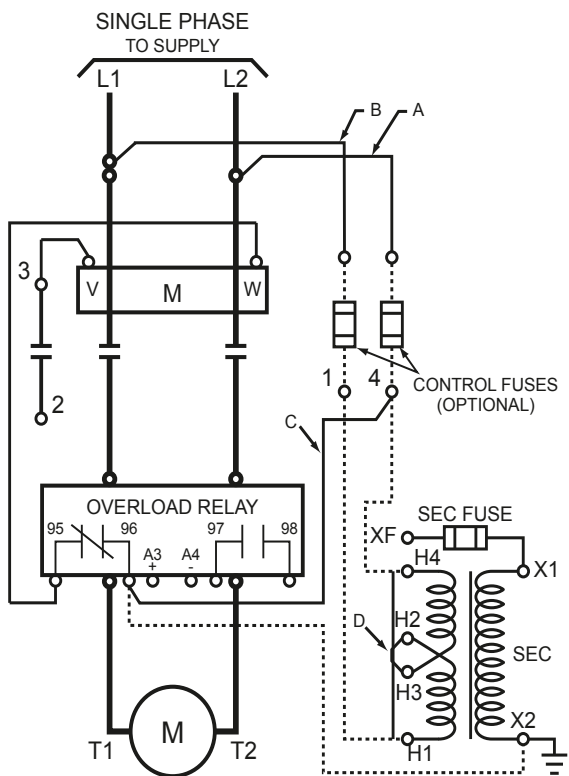 SINGLE PHASE
TO SUPPLY
L1 L2
B A
3 V M W
2
1 4
CONTROL FUSES
(OPTIONAL)
C
OVERLOAD RELAY
95 96 A3 + A4 - 97 98
XF SEC FUSE
H4 X1
D H2
H3 SEC
H1 X2
T1 M T2